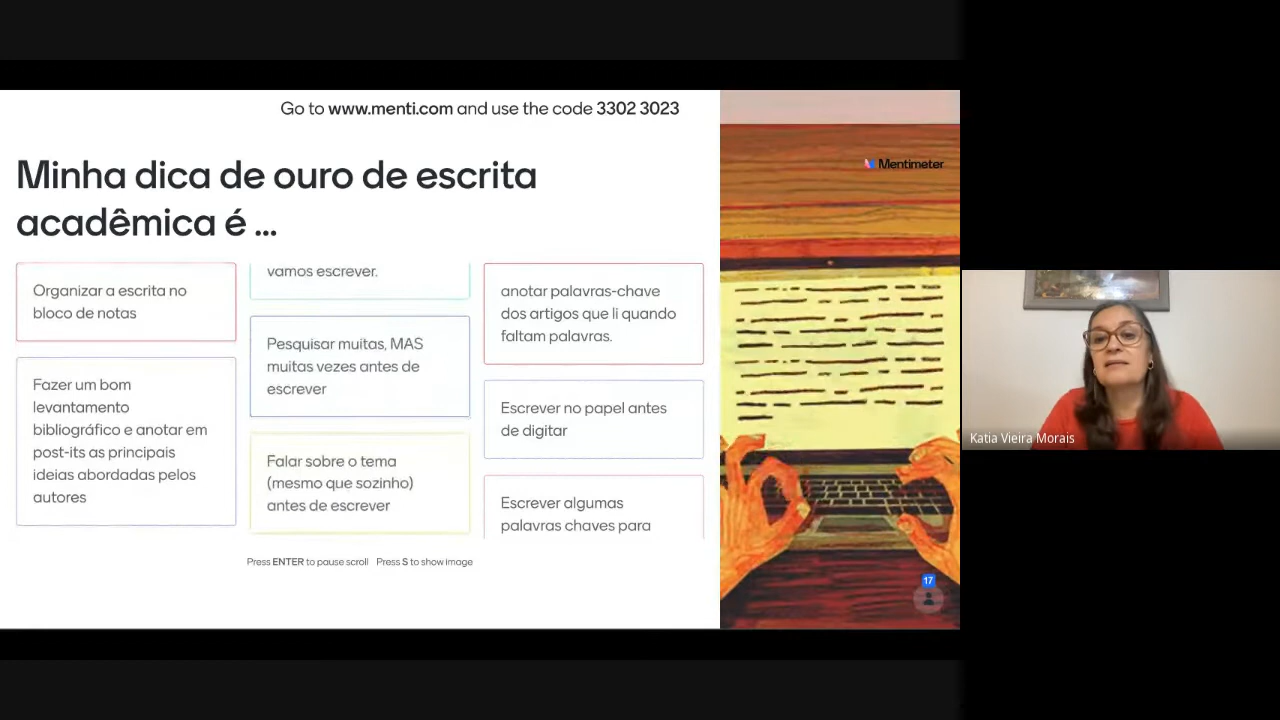 Go to www.menti.com and use the code 3302 3023
Mentimeter
Minha dica de ouro de escrita
acadêmica é ...
Organizar a escrita no
bloco de notas
Fazer um bom
levantamento
bibliográfico e anotar em
post-its as principais
ideias abordadas pelos
autores
vamos escrever.
Pesquisar muitas, MAS
muitas vezes antes de
escrever
Falar sobre o tema
(mesmo que sozinho)
antes de escrever
anotar palavras-chave
dos artigos que li quando
faltam palavras.
Escrever no papel antes
de digitar
Escrever algumas
palavras chaves para
Press ENTER to pause scroll Press S to show image
17
Katia Vieira Morais